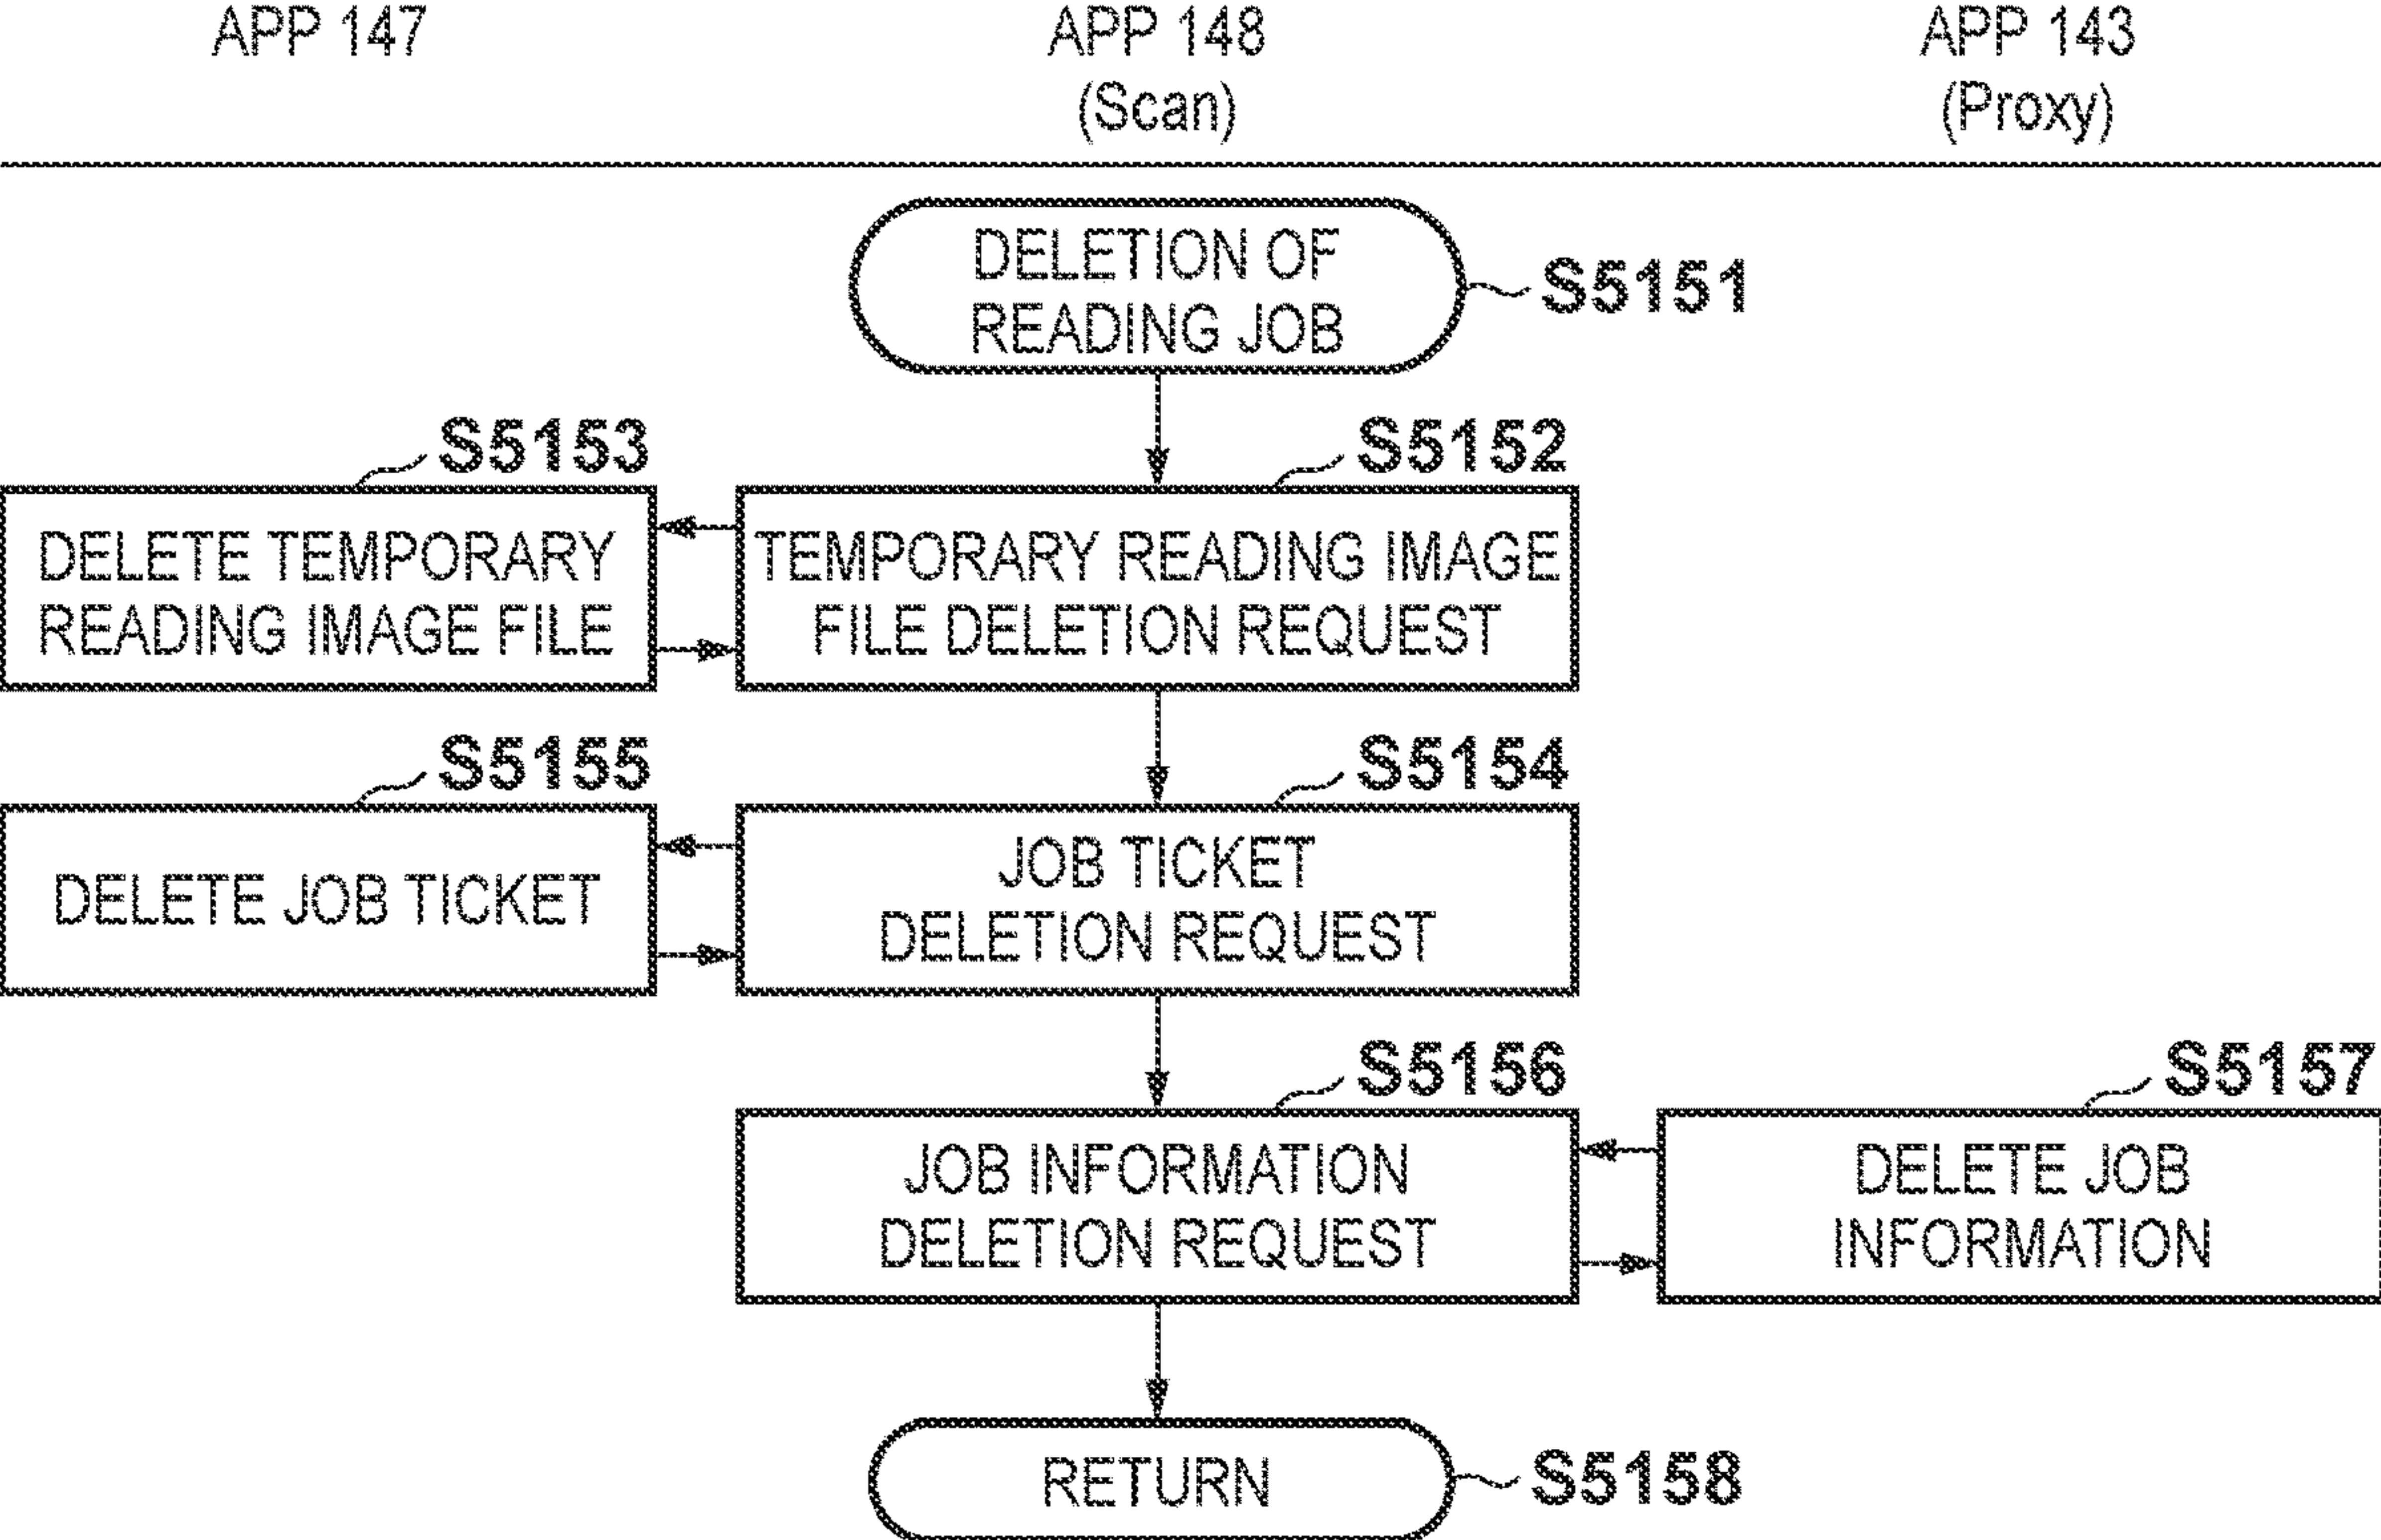 APP 147
APP 148
(Scan)
APP 143
(Proxy)
DELETION OF
READING JOB
S5151
S5153
S5152
DELETE TEMPORARY
READING IMAGE FILE
TEMPORARY READING IMAGE
FILE DELETION REQUEST
S5155
S5154
DELETE JOB TICKET
JOB TICKET
DELETION REQUEST
S5156
S5157
JOB INFORMATION
DELETION REQUEST
DELETE JOB
INFORMATION
RETURN
S5158